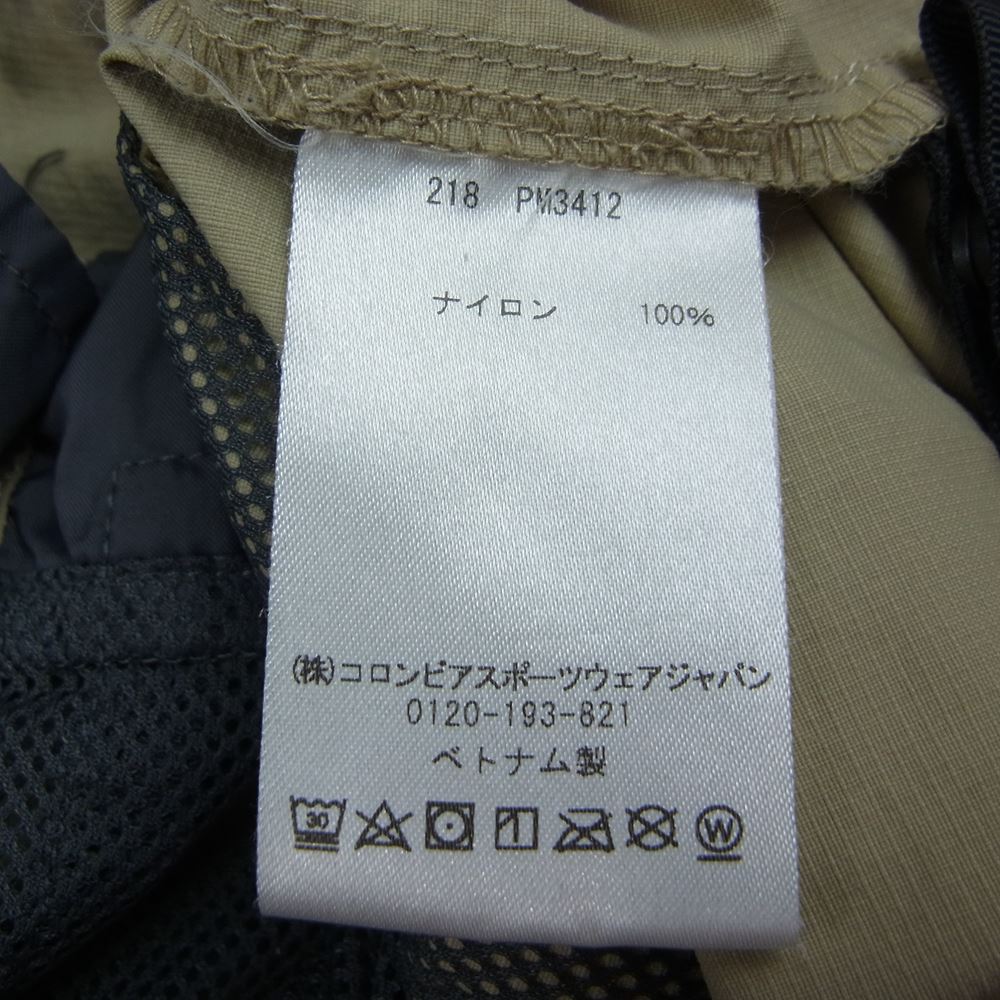 218 PM3412
ナイロン 100%
(株)コロンビアスポーツウェアジャパン
0120-193-821
ベトナム製
30 W